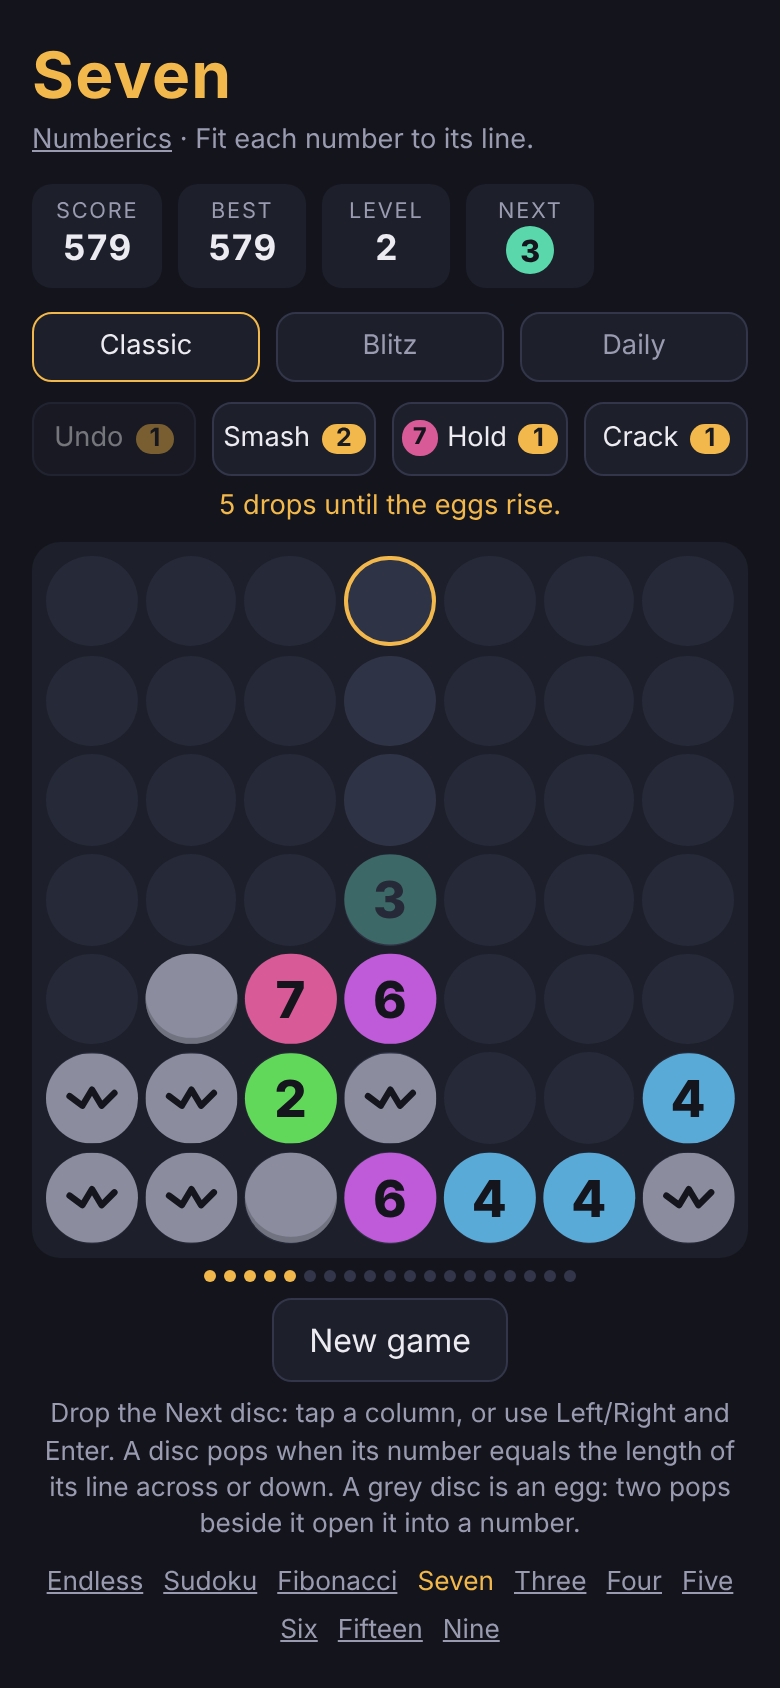 Seven
Numberics · Fit each number to its line.
SCORE BEST LEVEL NEXT
579 579 2 3
Classic Blitz Daily
Undo 1 Smash 2 7 Hold 1 Crack 1
5 drops until the eggs rise.
3
7 6
2 4
6 4 4
New game
Drop the Next disc: tap a column, or use Left/Right and
Enter. A disc pops when its number equals the length of
its line across or down. A grey disc is an egg: two pops
beside it open it into a number.
Endless Sudoku Fibonacci Seven Three Four Five
Six Fifteen Nine